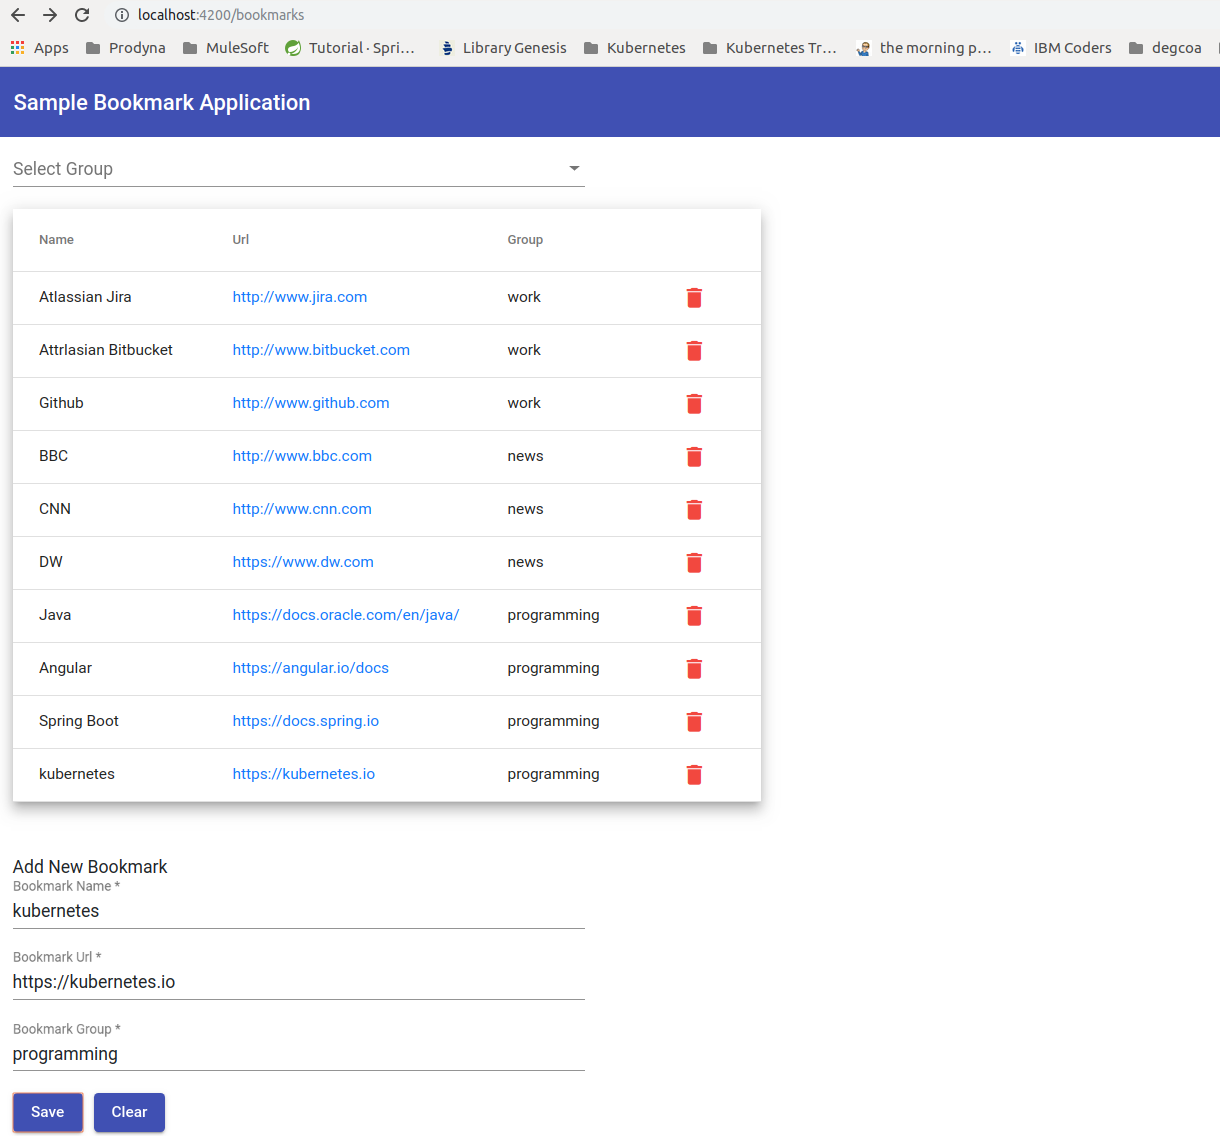 localhost:4200/bookmarks
Apps Prodyna MuleSoft Tutorial · Spri... Library Genesis Kubernetes Kubernetes Tr... the morning p... IBM Coders degcoa
Sample Bookmark Application
Select Group
Name Url Group
Atlassian Jira http://www.jira.com work
Attrlasian Bitbucket http://www.bitbucket.com work
Github http://www.github.com work
BBC http://www.bbc.com news
CNN http://www.cnn.com news
DW https://www.dw.com news
Java https://docs.oracle.com/en/java/ programming
Angular https://angular.io/docs programming
Spring Boot https://docs.spring.io programming
kubernetes https://kubernetes.io programming
Add New Bookmark
Bookmark Name *
kubernetes
Bookmark Url *
https://kubernetes.io
Bookmark Group *
programming
Save Clear